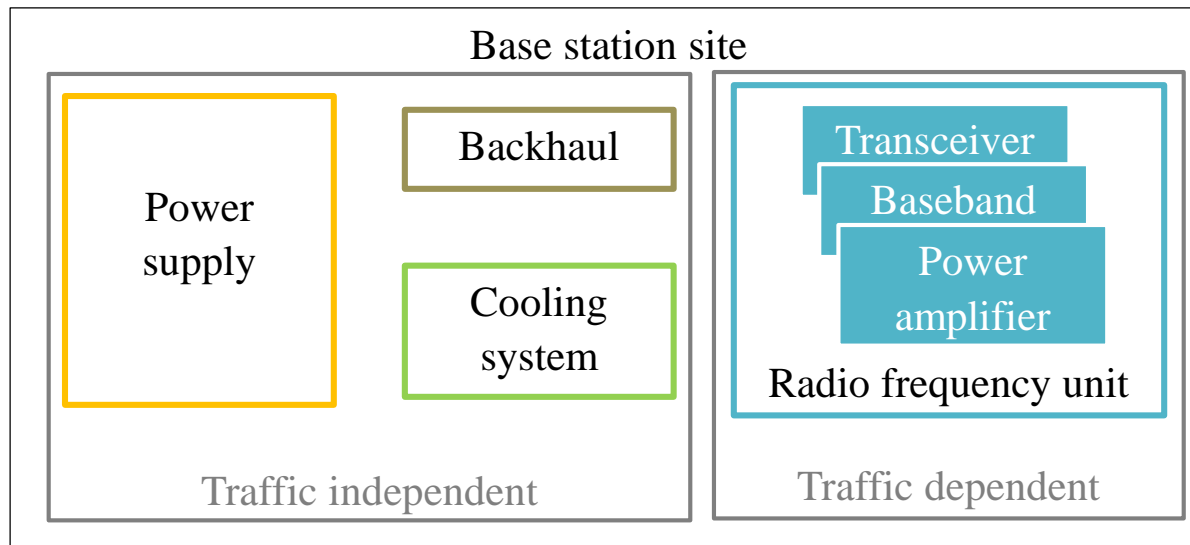 Base station site
Power
supply
Backhaul
Cooling
system
Traffic independent
Transceiver
Baseband
Power
amplifier
Radio frequency unit
Traffic dependent